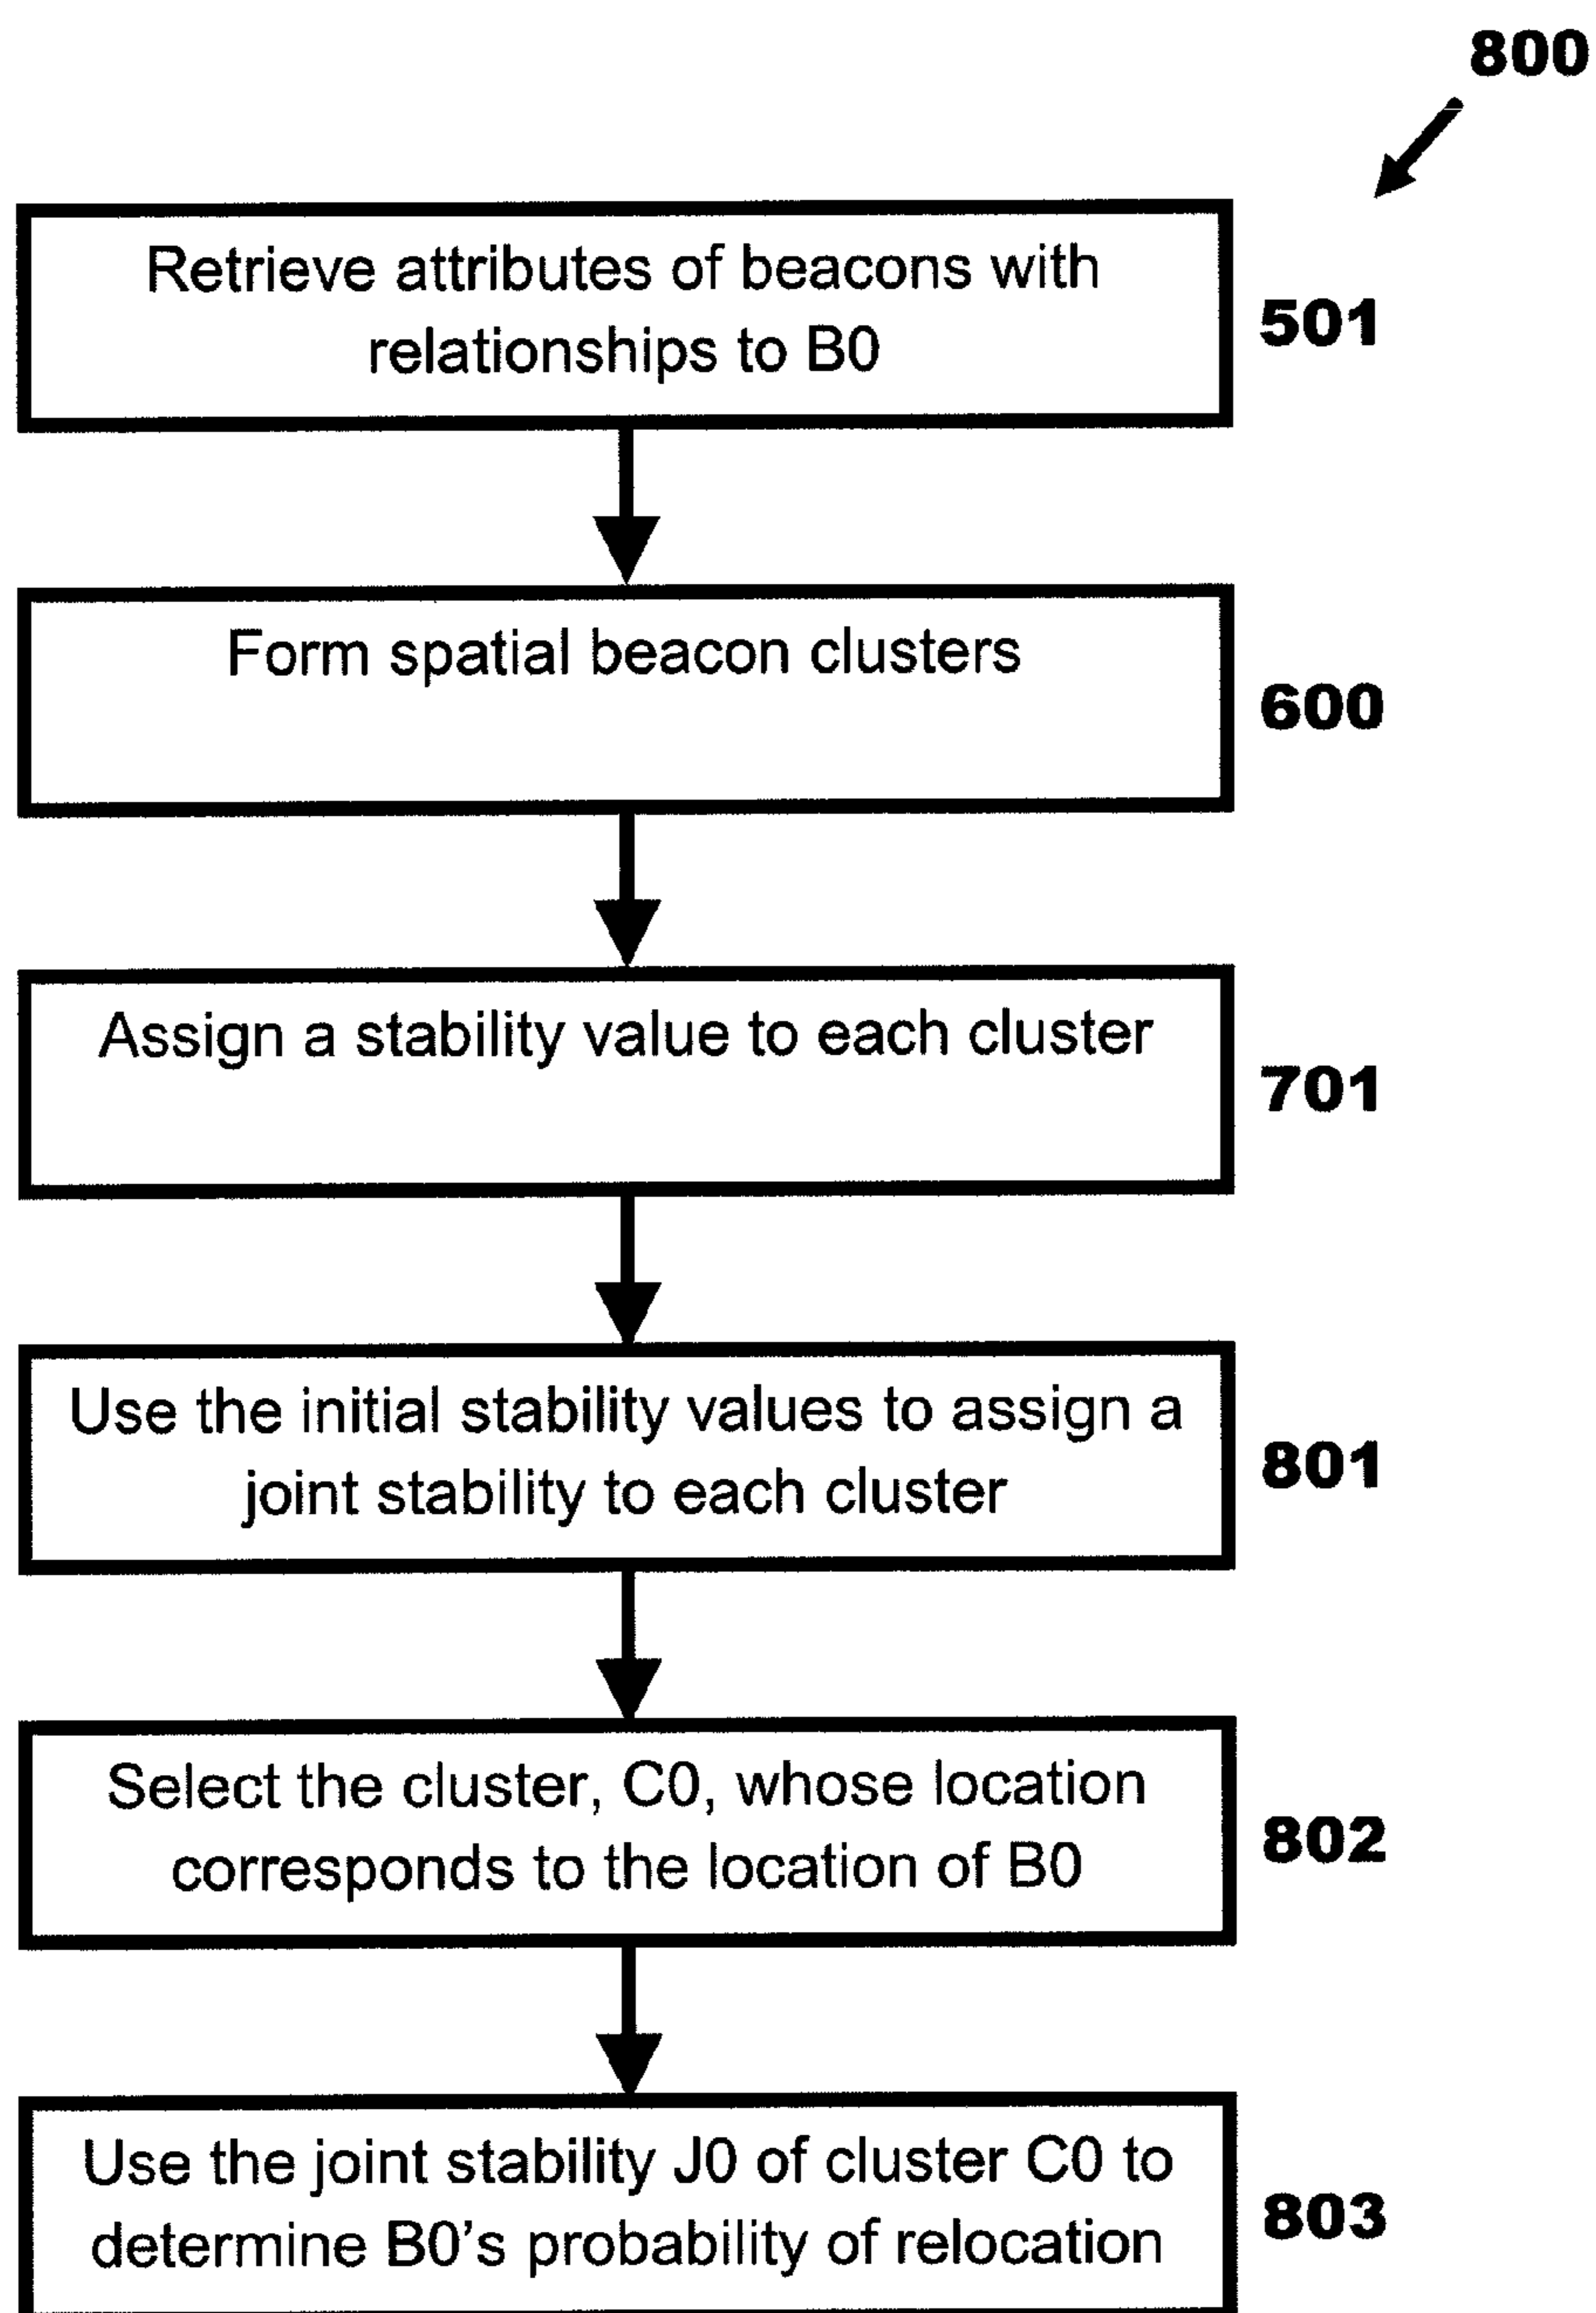 800
Retrieve attributes of beacons with
relationships to B0
501
Form spatial beacon clusters
600
Assign a stability value to each cluster
701
Use the initial stability values to assign a
joint stability to each cluster
801
Select the cluster, C0, whose location
corresponds to the location of B0
802
Use the joint stability J0 of cluster C0 to
determine B0’s probability of relocation
803